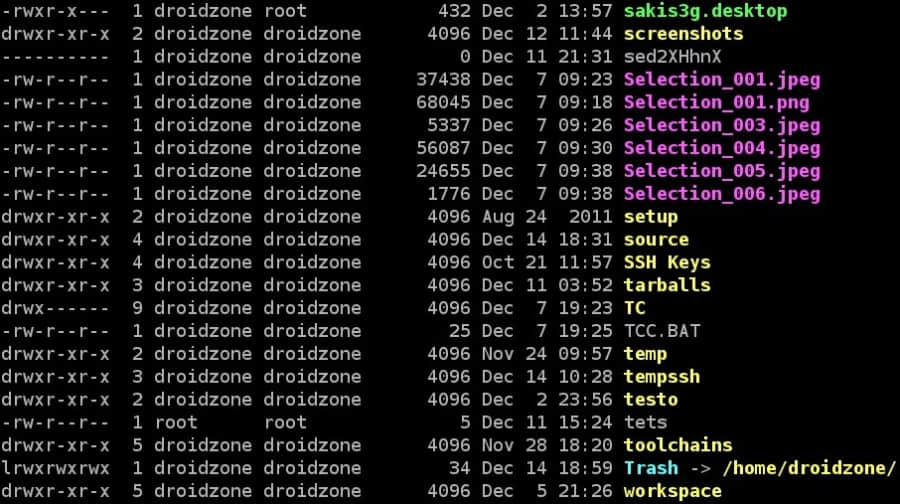 -rwxr-x--- 1 droidzone root 432 Dec 2 13:57 sakis3g.desktop
drwxr-xr-x 2 droidzone droidzone 4096 Dec 12 11:44 screenshots
---------- 1 droidzone droidzone 0 Dec 11 21:31 sed2XHhnX
-rw-r--r-- 1 droidzone droidzone 37438 Dec 7 09:23 Selection_001.jpeg
-rw-r--r-- 1 droidzone droidzone 68045 Dec 7 09:18 Selection_001.png
-rw-r--r-- 1 droidzone droidzone 5337 Dec 7 09:26 Selection_003.jpeg
-rw-r--r-- 1 droidzone droidzone 56087 Dec 7 09:30 Selection_004.jpeg
-rw-r--r-- 1 droidzone droidzone 24655 Dec 7 09:38 Selection_005.jpeg
-rw-r--r-- 1 droidzone droidzone 1776 Dec 7 09:38 Selection_006.jpeg
drwxr-xr-x 2 droidzone droidzone 4096 Aug 24 2011 setup
drwxr-xr-x 4 droidzone droidzone 4096 Dec 14 18:31 source
drwxr-xr-x 4 droidzone droidzone 4096 Oct 21 11:57 SSH Keys
drwxr-xr-x 3 droidzone droidzone 4096 Dec 11 03:52 tarballs
drwx------ 9 droidzone droidzone 4096 Dec 7 19:23 TC
-rw-r--r-- 1 droidzone droidzone 25 Dec 7 19:25 TCC.BAT
drwxr-xr-x 2 droidzone droidzone 4096 Nov 24 09:57 temp
drwxr-xr-x 3 droidzone droidzone 4096 Dec 14 10:28 tempssh
drwxr-xr-x 2 droidzone droidzone 4096 Dec 2 23:56 testo
-rw-r--r-- 1 root root 5 Dec 11 15:24 tets
drwxr-xr-x 5 droidzone droidzone 4096 Nov 28 18:20 toolchains
lrwxrwxrwx 1 droidzone droidzone 34 Dec 14 18:59 Trash -> /home/droidzone/
drwxr-xr-x 5 droidzone droidzone 4096 Dec 5 21:26 workspace